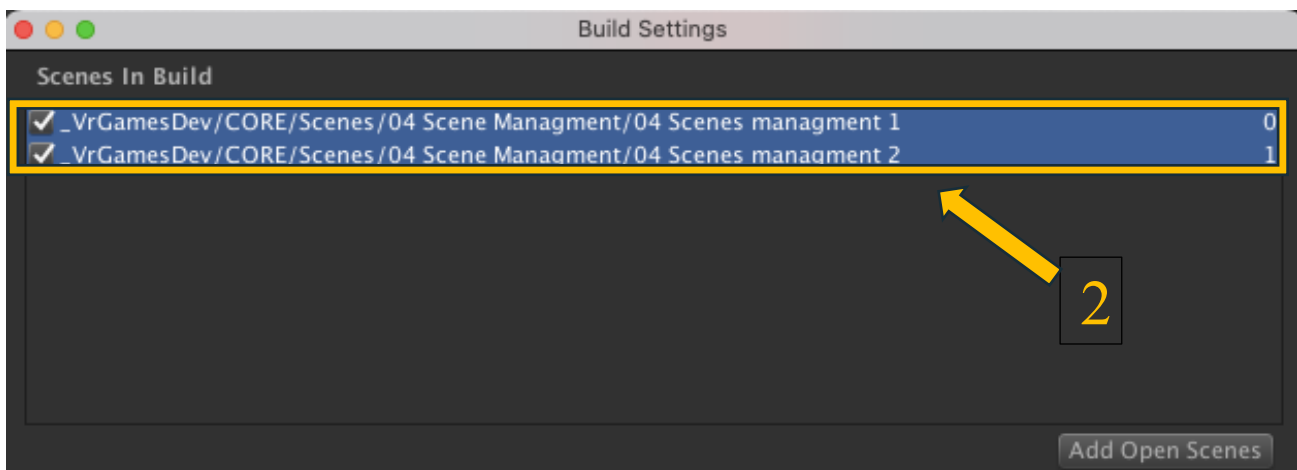 Build Settings
Scenes In Build
_VrGamesDev/CORE/Scenes/04 Scene Managment/04 Scenes managment 1 0
_VrGamesDev/CORE/Scenes/04 Scene Managment/04 Scenes managment 2 1
2
Add Open Scenes